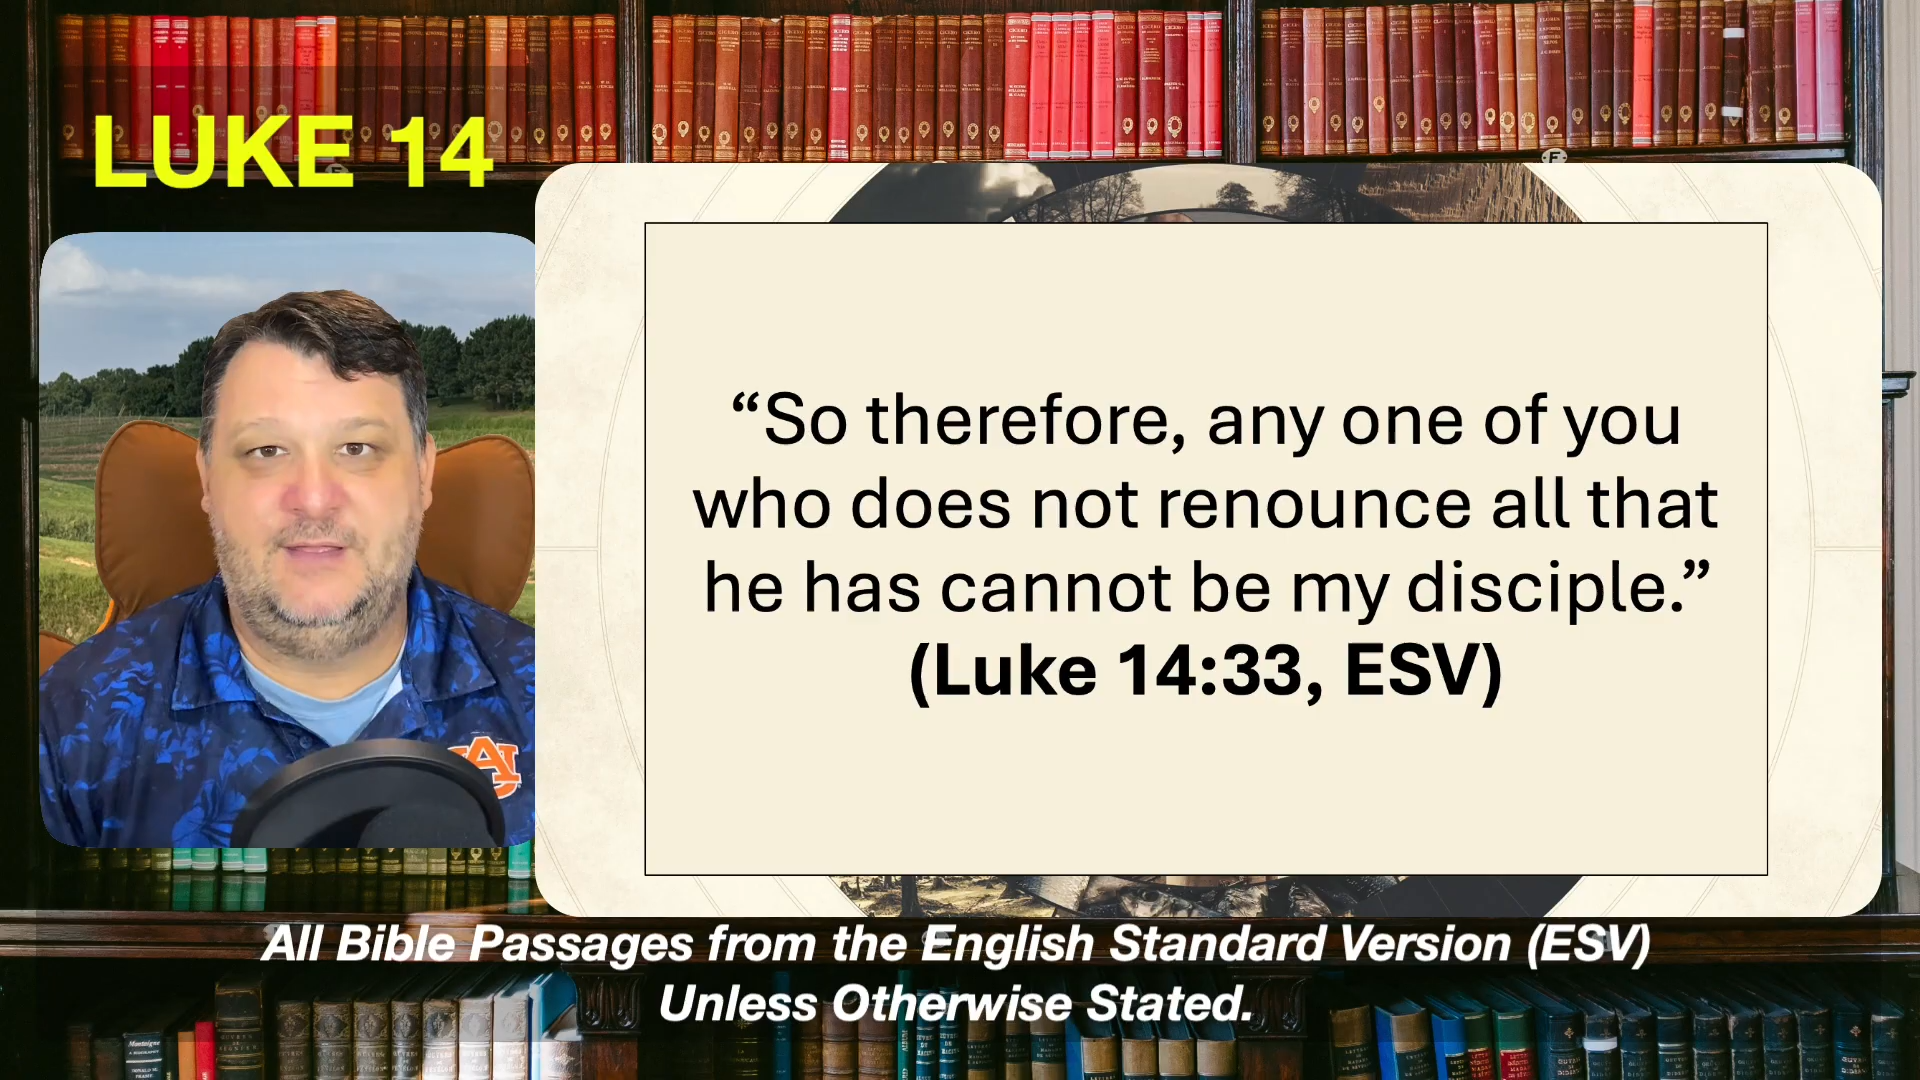 LUKE 14
“So therefore, any one of you
who does not renounce all that
he has cannot be my disciple.”
(Luke 14:33, ESV)
All Bible Passages from the English Standard Version (ESV)
Unless Otherwise Stated.